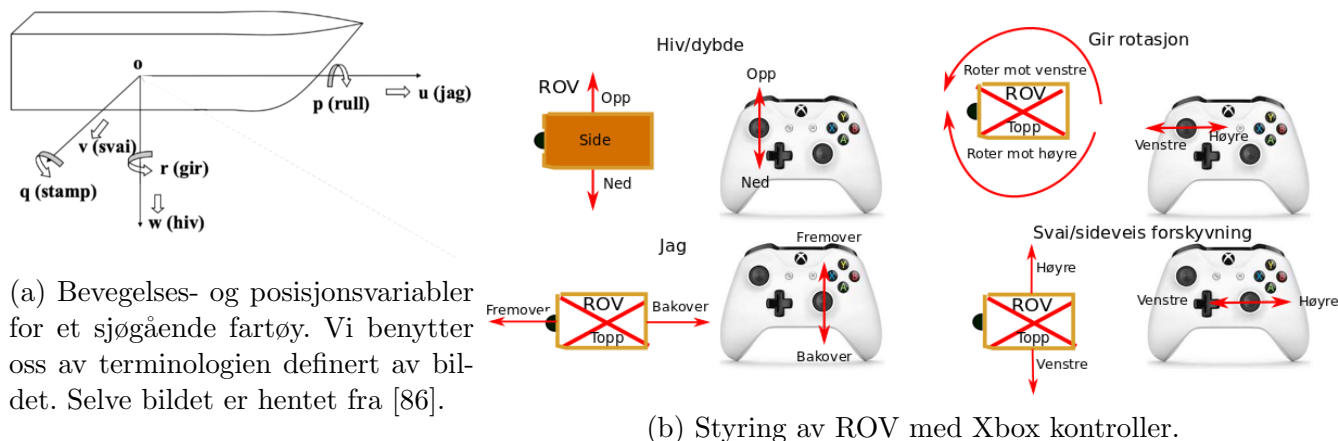 o
p (rull)
u (jag)
v (svai)
r (gir)
q (stamp)
w (hiv)
(a) Bevegelses- og posisjonsvariabler
for et sjøgående fartøy. Vi benytter
oss av terminologien definert av bil-
det. Selve bildet er hentet fra [86].
Hiv/dybde
ROV
Opp
Side
Ned
Opp
Ned
Y
X
B
A
Gir rotasjon
Roter mot venstre
ROV
Topp
Roter mot høyre
Venstre
Høyre
Y
X
B
A
Jag
Fremover
ROV
Topp
Bakover
Fremover
Bakover
Y
X
B
A
Svai/sideveis forskyvning
Høyre
ROV
Topp
Venstre
Venstre
Høyre
Y
X
B
A
(b) Styring av ROV med Xbox kontroller.